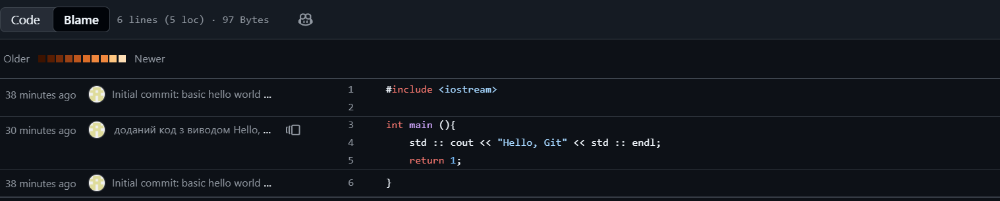 Code Blame 6 lines (5 loc) · 97 Bytes
Older Newer
38 minutes ago Initial commit: basic hello world ... 1 #include <iostream>
2
30 minutes ago доданий код з виводом Hello, ... 3 int main (){
4 std :: cout << "Hello, Git" << std :: endl;
5 return 1;
38 minutes ago Initial commit: basic hello world ... 6 }